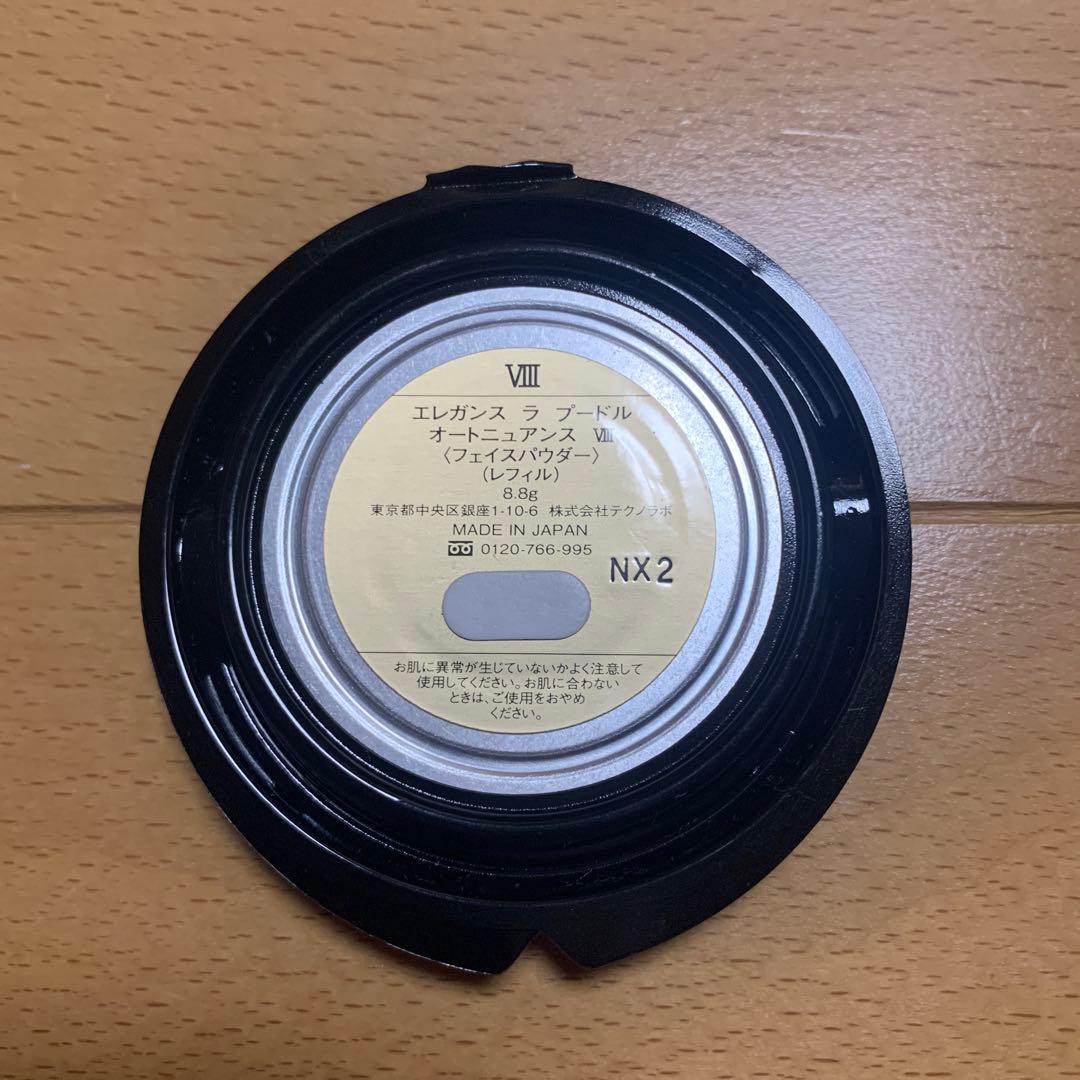 Ⅷ
エレガンス ラ プードル
オートニュアンス Ⅷ
〈フェイスパウダー〉
(レフィル)
8.8g
東京都中央区銀座1-10-6 株式会社テクノラボ
MADE IN JAPAN
0120-766-995
NX2
お肌に異常が生じていないかよく注意して
使用してください。お肌に合わない
ときは、ご使用をおやめ
ください。